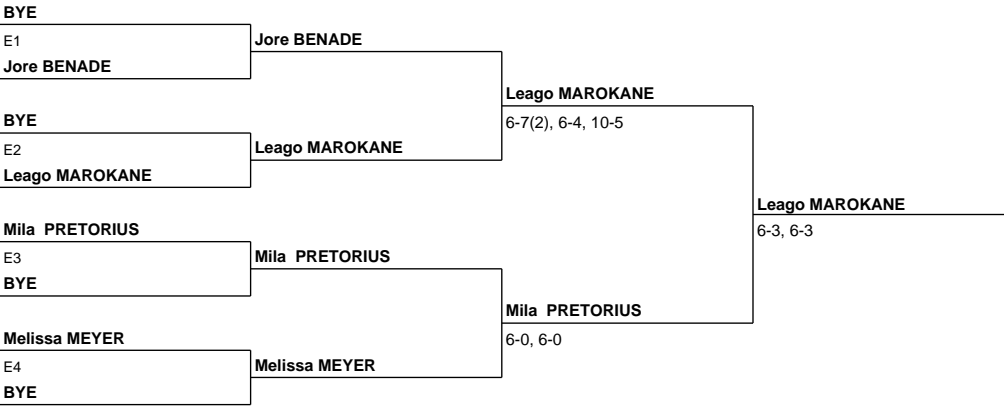 BYE
E1
Jore BENADE
Jore BENADE
BYE
E2
Leago MAROKANE
Leago MAROKANE
Leago MAROKANE
6-7(2), 6-4, 10-5
Mila PRETORIUS
E3
BYE
Mila PRETORIUS
Melissa MEYER
E4
BYE
Melissa MEYER
Mila PRETORIUS
6-0, 6-0
Leago MAROKANE
6-3, 6-3